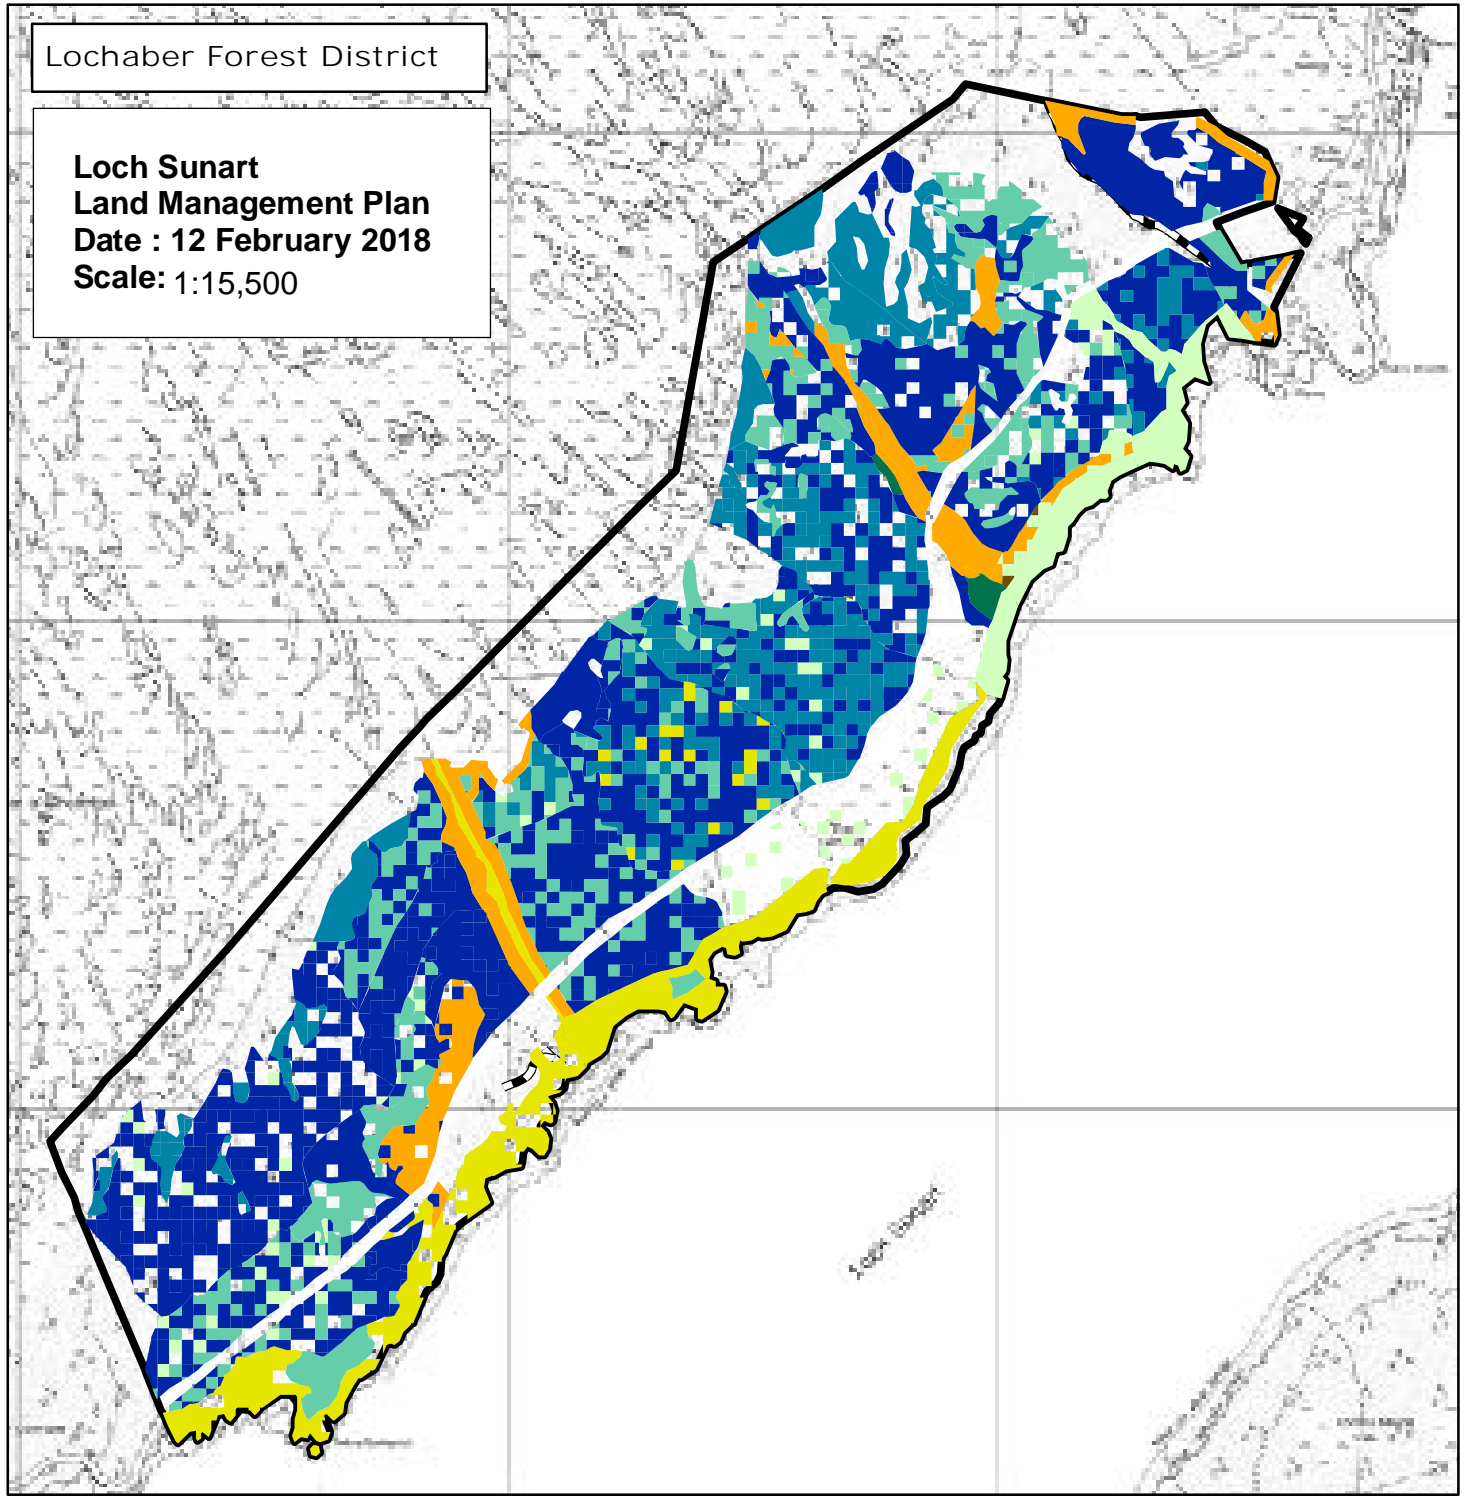 Lochaber Forest District
Loch Sunart
Land Management Plan
Date : 12 February 2018
Scale: 1:15,500